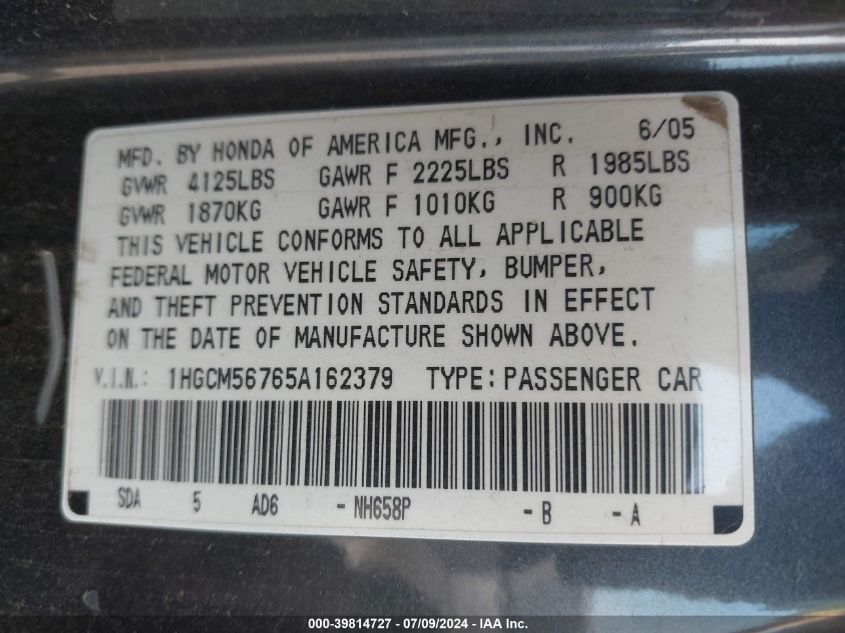 MFD. BY HONDA OF AMERICA MFG., INC. 6/05
GVWR 4125LBS GAWR F 2225LBS R 1985LBS
GVWR 1870KG GAWR F 1010KG R 900KG
THIS VEHICLE CONFORMS TO ALL APPLICABLE
FEDERAL MOTOR VEHICLE SAFETY, BUMPER,
AND THEFT PREVENTION STANDARDS IN EFFECT
ON THE DATE OF MANUFACTURE SHOWN ABOVE.
V.I.N.: 1HGCM56765A162379 TYPE:PASSENGER CAR
SDA 5 AD6 - NH658P - B - A
000-39814727 - 07/09/2024 - IAA Inc.